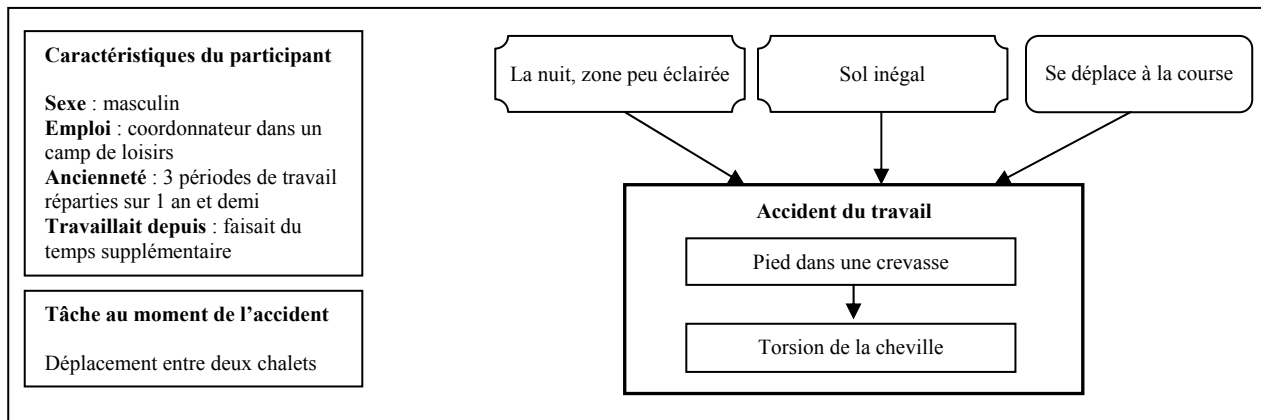 Caractéristiques du participant
Sexe : masculin
Emploi : coordonnateur dans un
camp de loisirs
Ancienneté : 3 périodes de travail
réparties sur 1 an et demi
Travaillait depuis : faisait du
temps supplémentaire
Tâche au moment de l'accident
Déplacement entre deux chalets
La nuit, zone peu éclairée
Sol inégal
Se déplace à la course
Accident du travail
Pied dans une crevasse
Torsion de la cheville